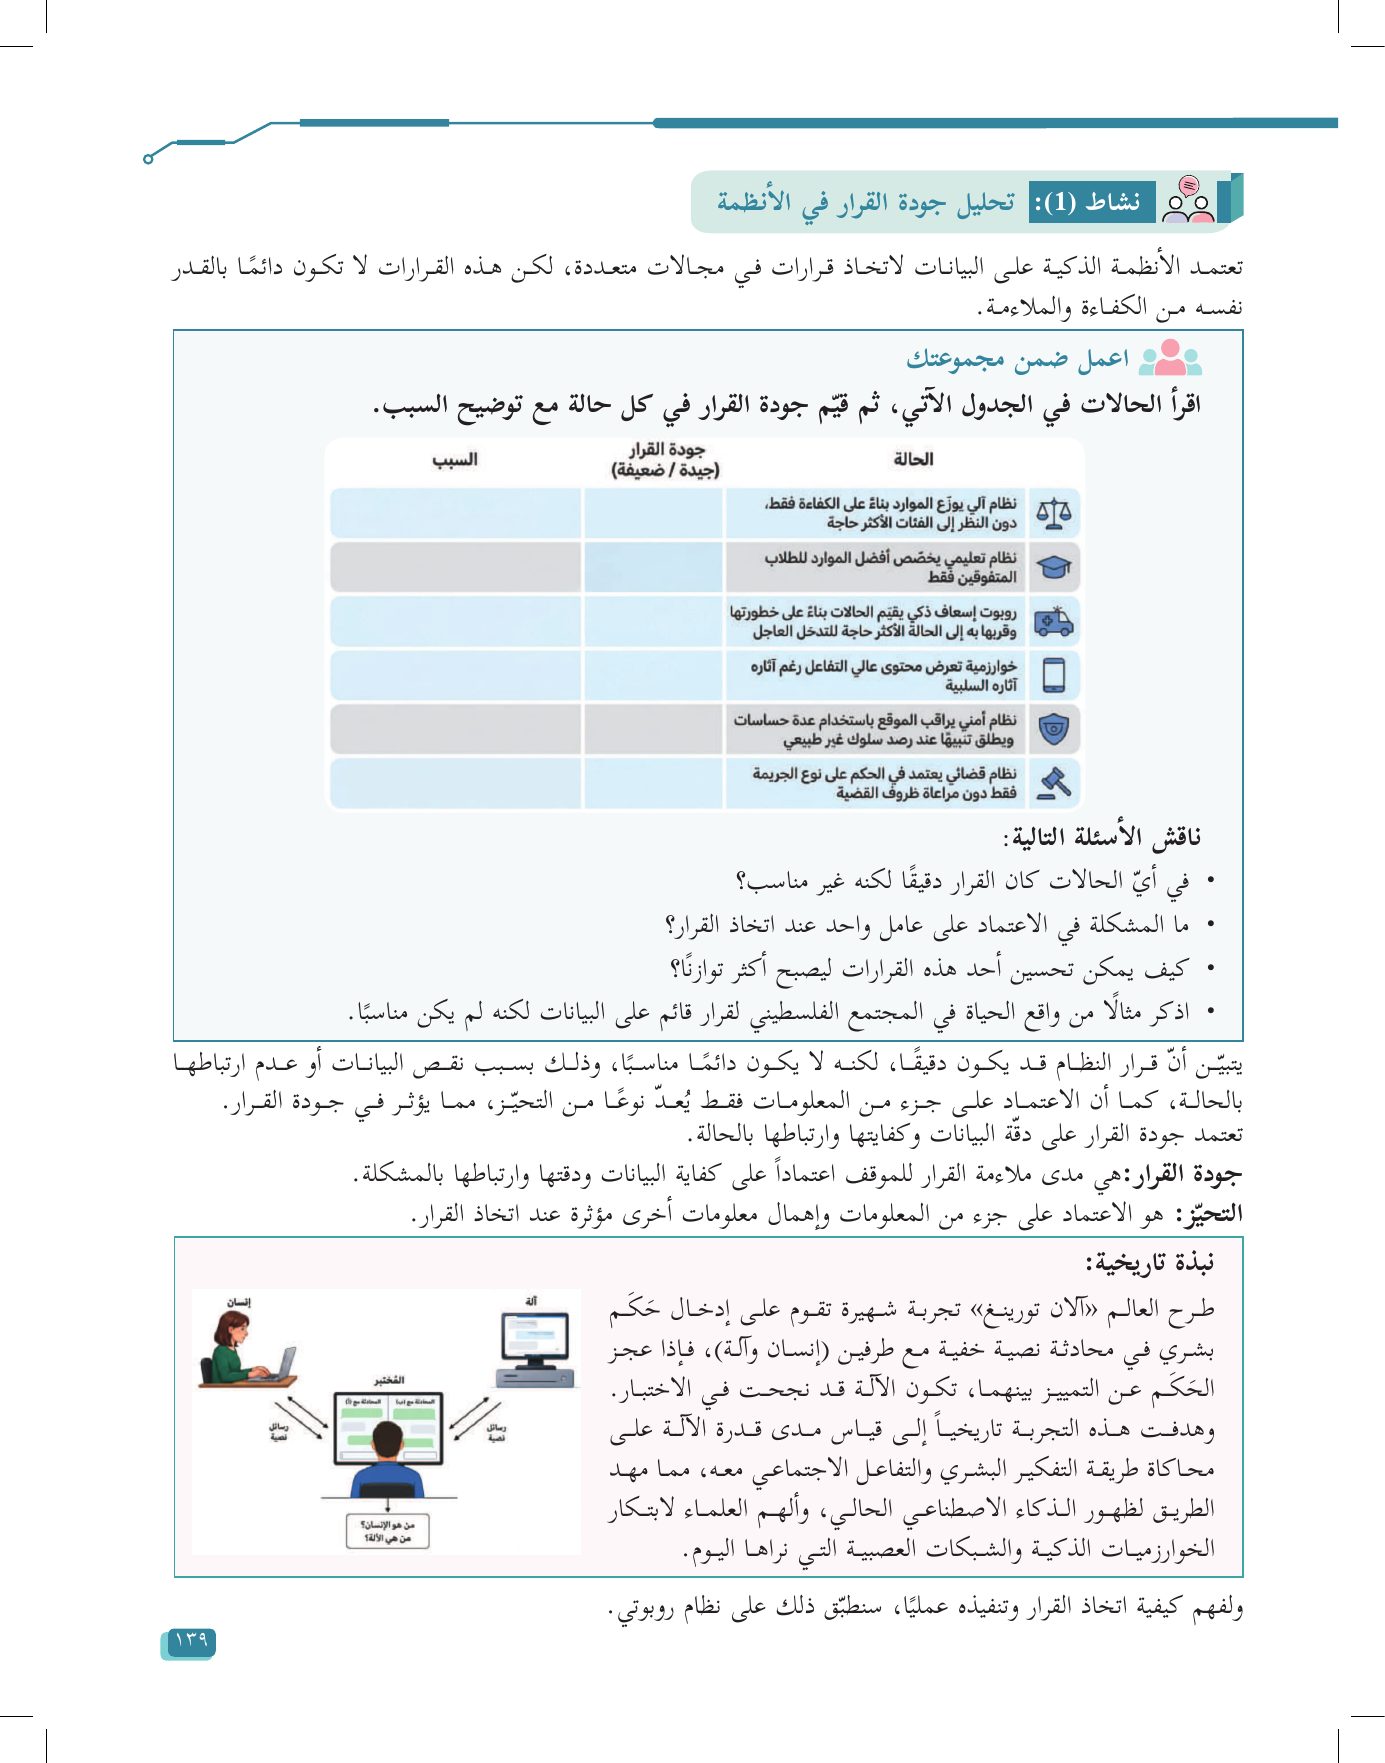 نشاط (1): تحليل جودة القرار في الأنظمة
تعتمد الأنظمة الذكية على البيانات لاتخاذ قرارات في مجالات متعددة، لكن هذه القرارات لا تكون دائمًا بالقدر
نفسه من الكفاءة والملاءمة.
اعمل ضمن مجموعتك
اقرأ الحالات في الجدول الآتي، ثم قيّم جودة القرار في كل حالة مع توضيح السبب.
الحالة
جودة القرار
(جيدة / ضعيفة)
السبب
نظام آلي يوزّع الموارد بناءً على الكفاءة فقط،
دون النظر إلى الفئات الأكثر حاجة
نظام تعليمي يخصّص أفضل الموارد للطلاب
المتفوقين فقط
روبوت إسعاف ذكي يقيّم الحالات بناءً على خطورتها
وقربها به إلى الحالة الأكثر حاجة للتدخل العاجل
خوارزمية تعرض محتوى عالي التفاعل رغم آثاره
آثاره السلبية
نظام أمني يراقب الموقع باستخدام عدة حساسات
ويطلق تنبيهًا عند رصد سلوك غير طبيعي
نظام قضائي يعتمد في الحكم على نوع الجريمة
فقط دون مراعاة ظروف القضية
ناقش الأسئلة التالية:
• في أيّ الحالات كان القرار دقيقًا لكنه غير مناسب؟
• ما المشكلة في الاعتماد على عامل واحد عند اتخاذ القرار؟
• كيف يمكن تحسين أحد هذه القرارات ليصبح أكثر توازنًا؟
• اذكر مثالًا من واقع الحياة في المجتمع الفلسطيني لقرار قائم على البيانات لكنه لم يكن مناسبًا.
يتبيّن أنّ قرار النظام قد يكون دقيقًا، لكنه لا يكون دائمًا مناسبًا، وذلك بسبب نقص البيانات أو عدم ارتباطها
بالحالة، كما أن الاعتماد على جزء من المعلومات فقط يُعدّ نوعًا من التحيّز، مما يؤثر في جودة القرار.
تعتمد جودة القرار على دقّة البيانات وكفايتها وارتباطها بالحالة.
جودة القرار:هي مدى ملاءمة القرار للموقف اعتماداً على كفاية البيانات ودقتها وارتباطها بالمشكلة.
التحيّز: هو الاعتماد على جزء من المعلومات وإهمال معلومات أخرى مؤثرة عند اتخاذ القرار.
نبذة تاريخية:
طرح العالم «آلان تورينغ» تجربة شهيرة تقوم على إدخال حَكَم
بشري في محادثة نصية خفية مع طرفين (إنسان وآلة)، فإذا عجز
الحَكَم عن التمييز بينهما، تكون الآلة قد نجحت في الاختبار.
وهدفت هذه التجربة تاريخياً إلى قياس مدى قدرة الآلة على
محاكاة طريقة التفكير البشري والتفاعل الاجتماعي معه، مما مهد
الطريق لظهور الذكاء الاصطناعي الحالي، وألهم العلماء لابتكار
الخوارزميات الذكية والشبكات العصبية التي نراها اليوم.
آلة
إنسان
المُختبر
المحادثة مع (ب)
المحادثة مع (أ)
رسائل
نصية
رسائل
نصية
من هو الإنسان؟
من هي الآلة؟
ولفهم كيفية اتخاذ القرار وتنفيذه عمليًا، سنطبّق ذلك على نظام روبوتي.
١٣٩